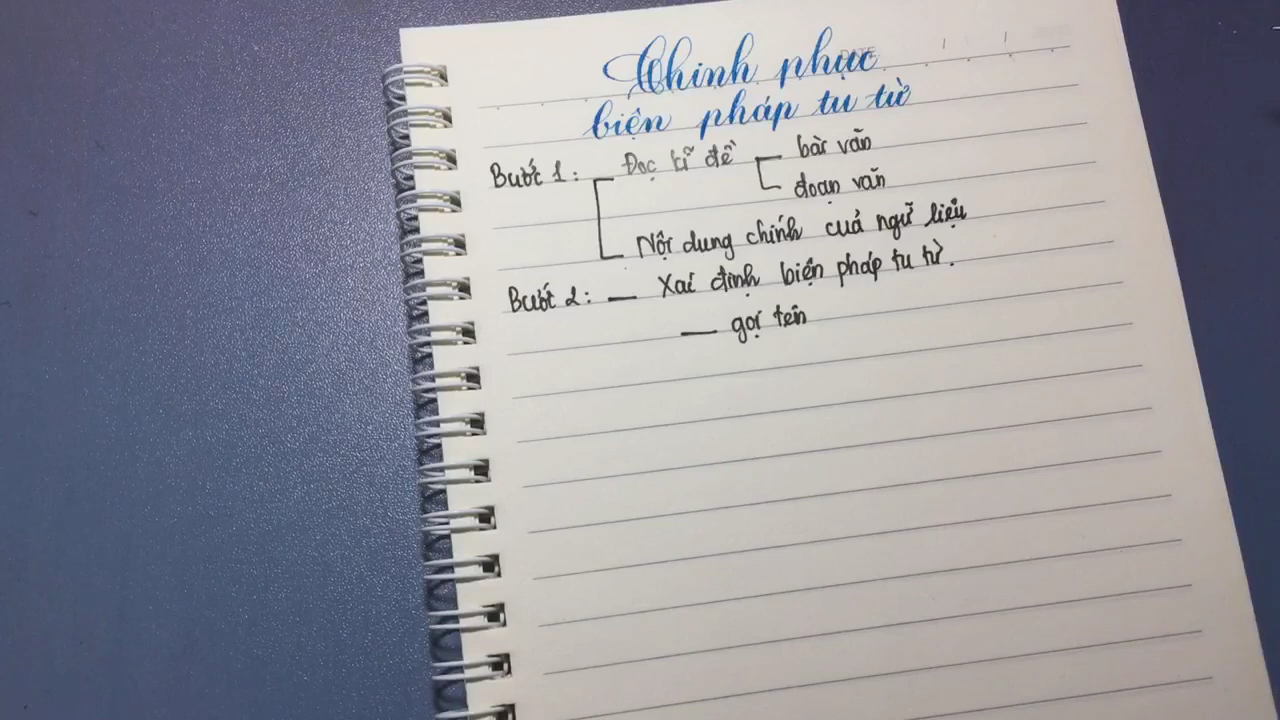 Chinh phục
DATE
biện pháp tu từ
Bước 1: Đọc kĩ đề bài văn
đoạn văn
Nội dung chính của ngữ liệu
Bước 2: — Xác định biện pháp tu từ.
— gọi tên